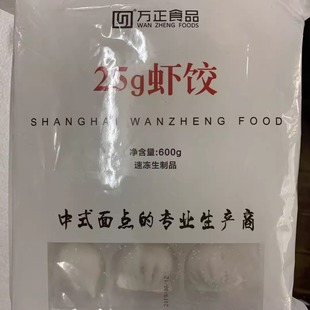 万正食品
WAN ZHENG FOODS
25g虾饺
SHANGHAI WANZHENG FOOD
净含量:600g
速冻生制品
中式面点的专业生产商